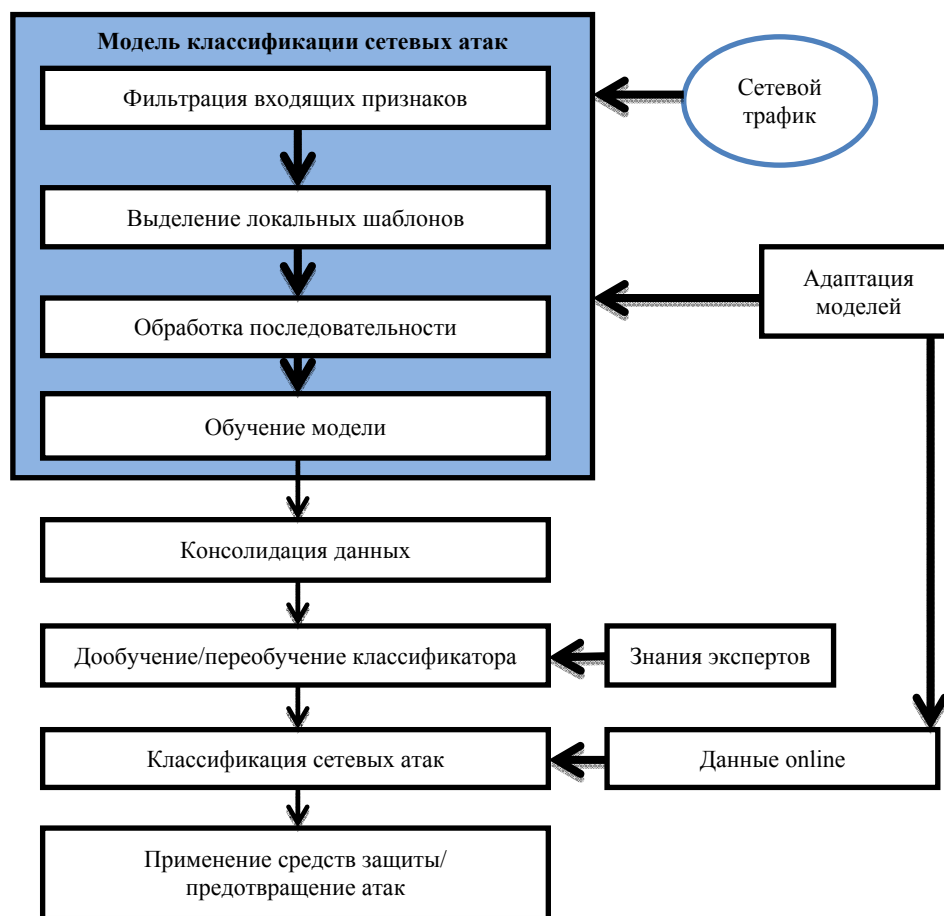 Модель классификации сетевых атак
Фильтрация входящих признаков
Сетевой
трафик
Выделение локальных шаблонов
Адаптация
моделей
Обработка последовательности
Обучение модели
Консолидация данных
Дообучение/переобучение классификатора
Знания экспертов
Классификация сетевых атак
Данные online
Применение средств защиты/
предотвращение атак